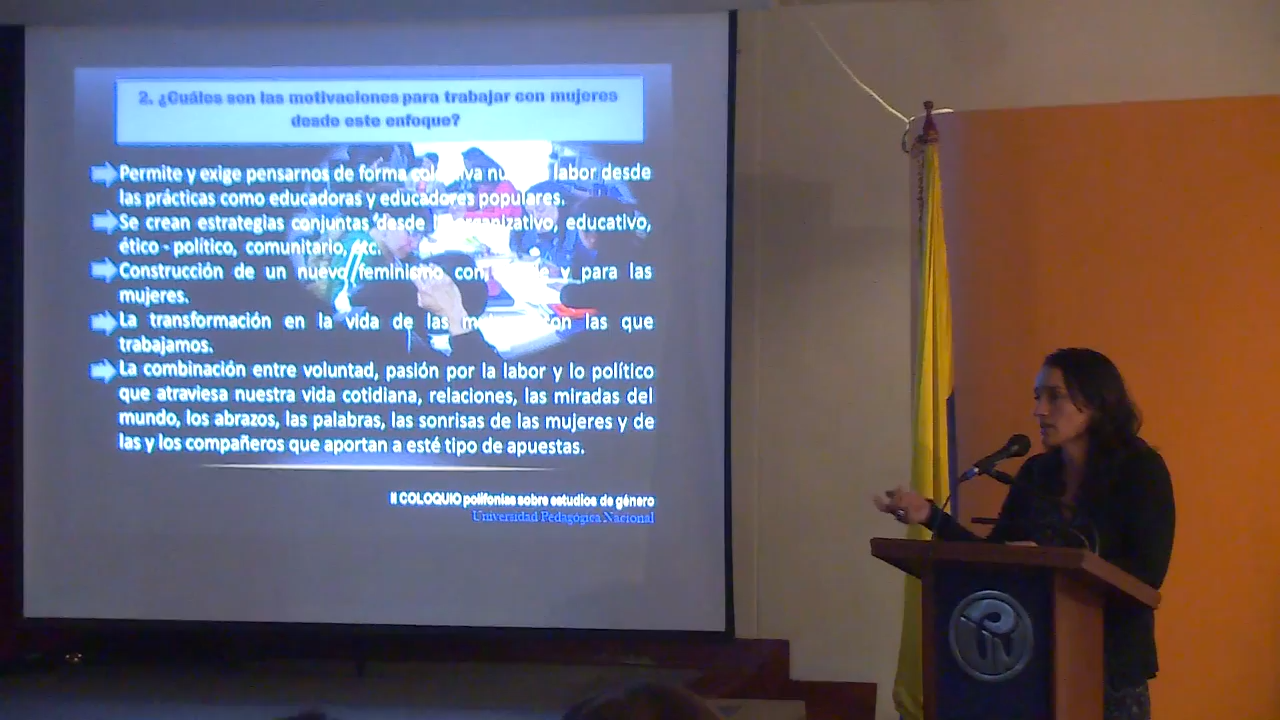 2. ¿Cuáles son las motivaciones para trabajar con mujeres
desde este enfoque?
Permite y exige pensarnos de forma labor desde
las prácticas como educadoras y educadores populares.
Se crean estrategias conjuntas desde organizativo, educativo,
ético - político, comunitario, etc.
Construcción de un nuevo feminismo con, y para las
mujeres.
La transformación en la vida de las con las que
trabajamos.
La combinación entre voluntad, pasión por la labor y lo político
que atraviesa nuestra vida cotidiana, relaciones, las miradas del
mundo, los abrazos, las palabras, las sonrisas de las mujeres y de
las y los compañeros que aportan a esté tipo de apuestas.
II COLOQUIO polifonías sobre estudios de género
Universidad Pedagógica Nacional